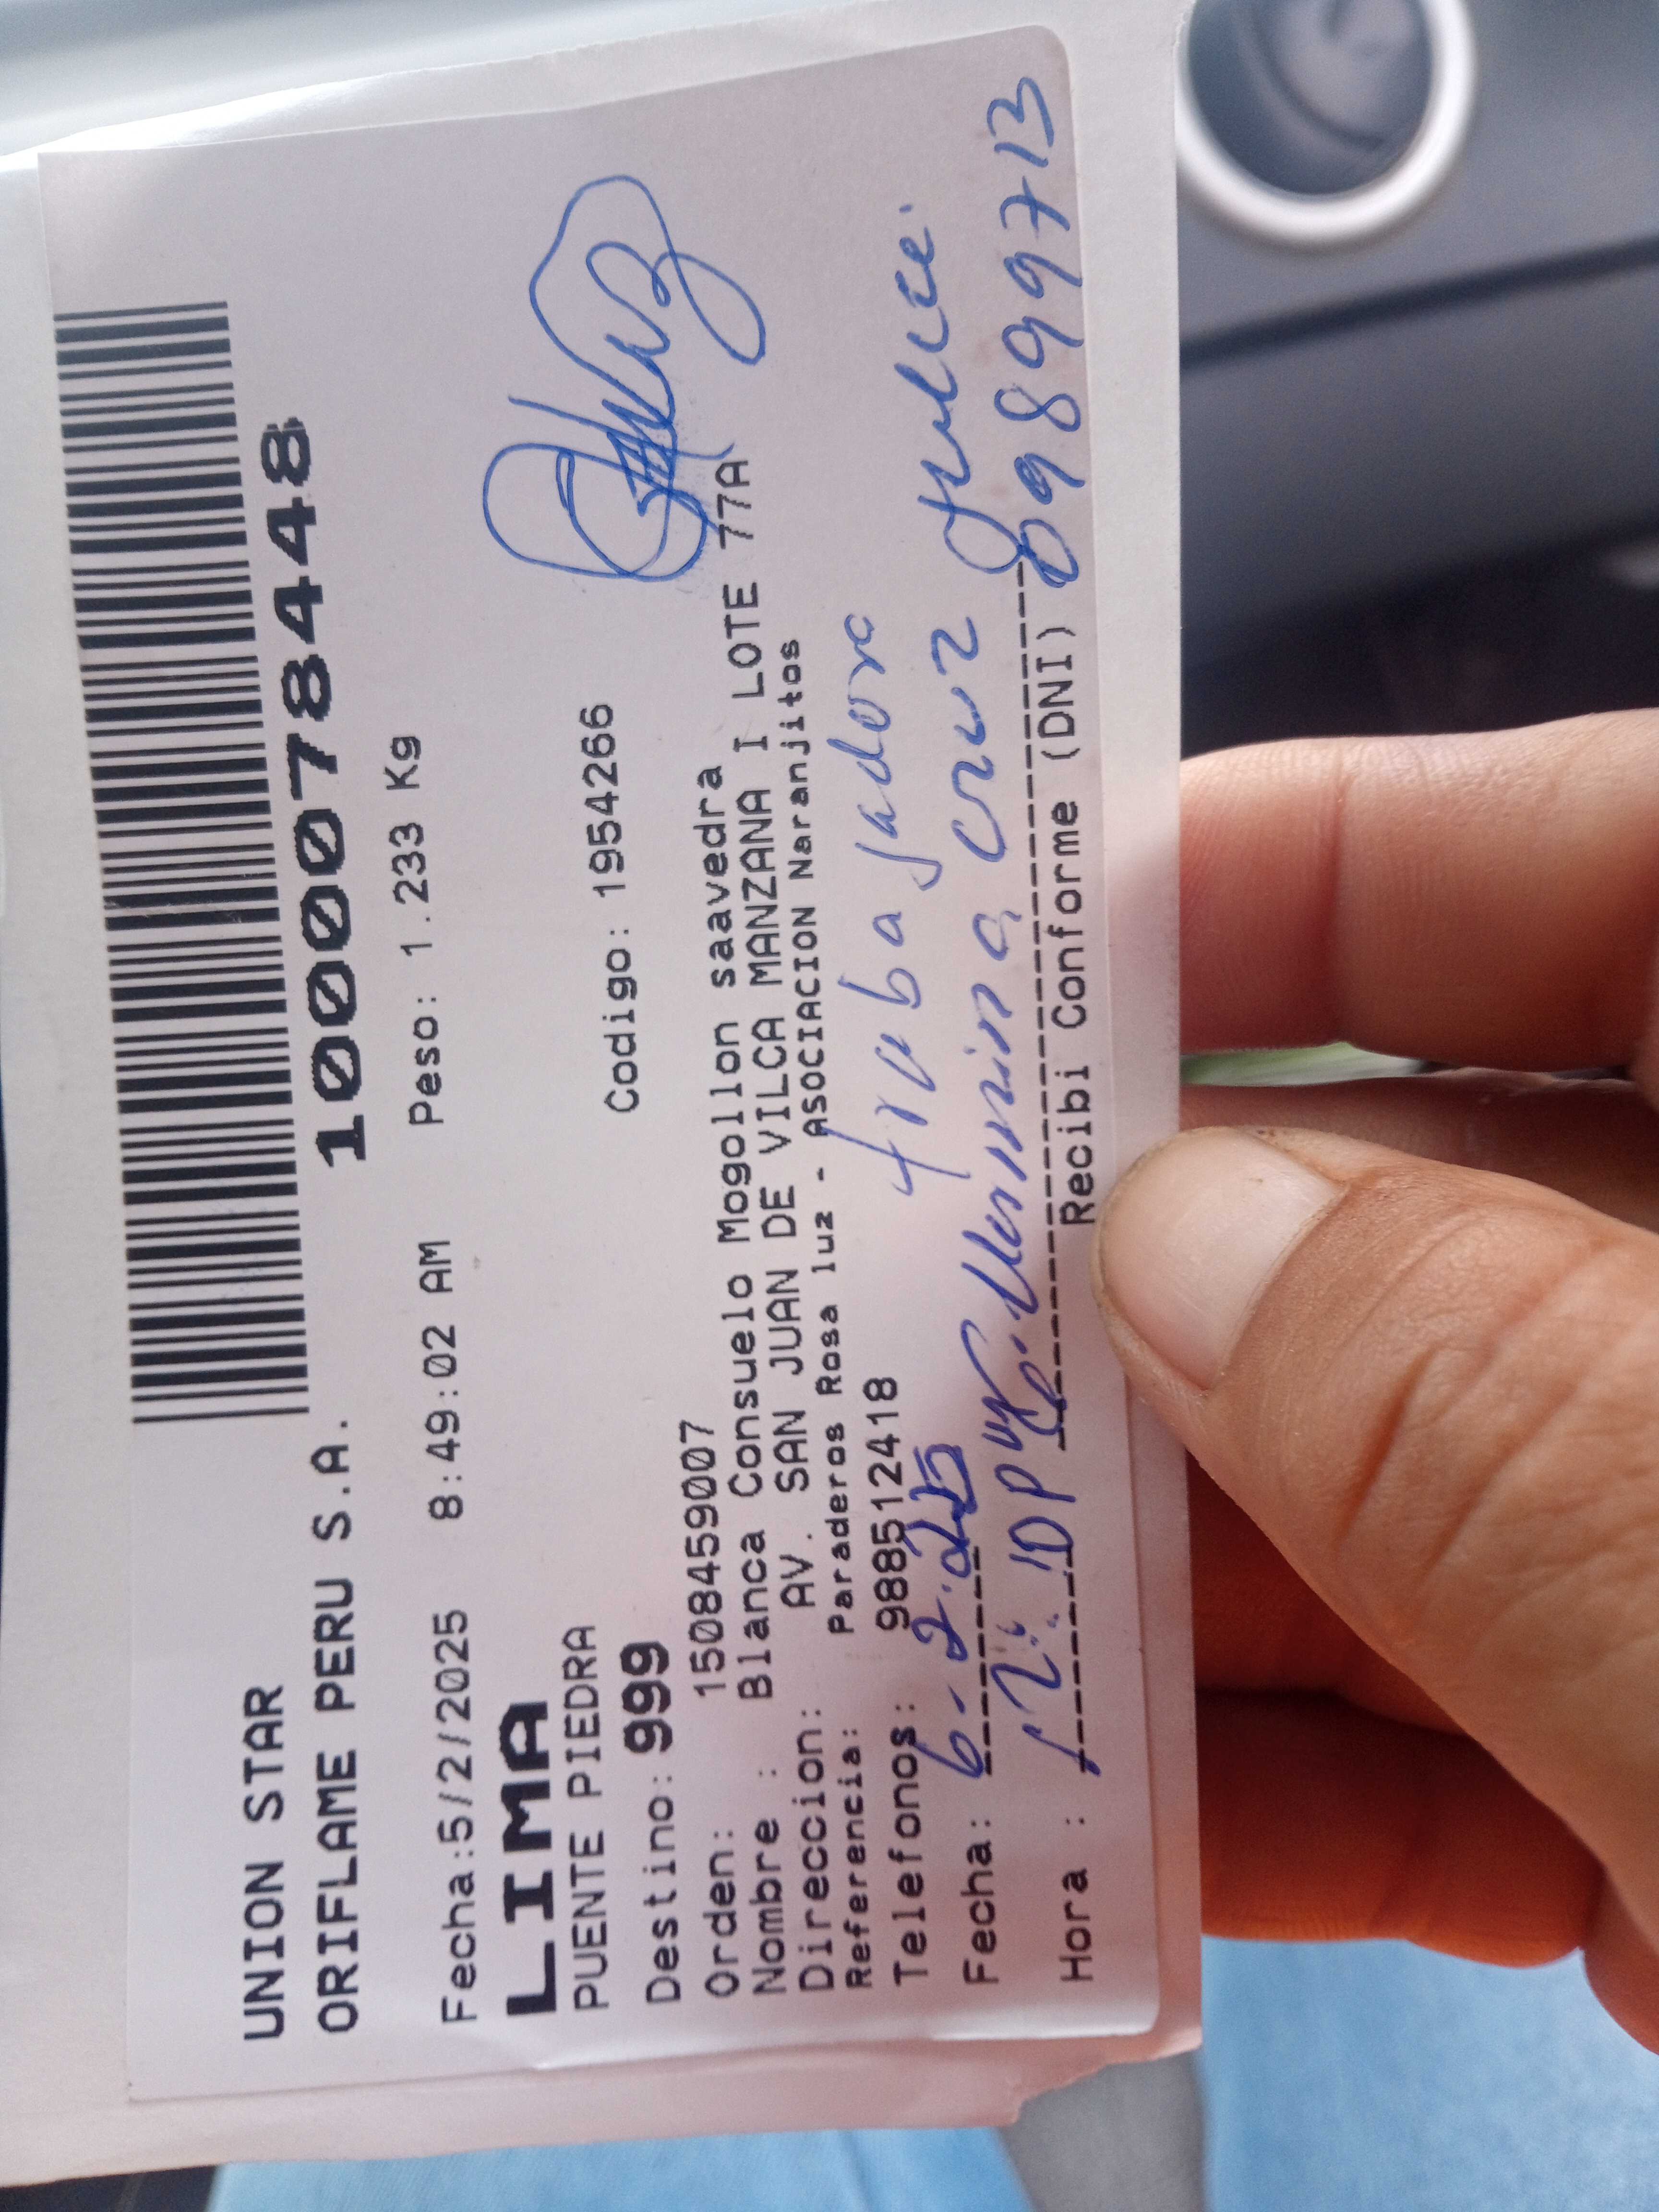 UNION STAR
ORIFLAME PERU S.A. 1000078448
Fecha:5/2/2025 8:49:02 AM Peso: 1.233 Kg
LIMA
PUENTE PIEDRA
Destino: 999 Codigo: 1954266
Orden: 1508459007
Nombre : Blanca Consuelo Mogollon saavedra
Direccion: AV. SAN JUAN DE VILCA MANZANA I LOTE 77A
Referencia: Paraderos Rosa luz - ASOCIACION Naranjitos
Telefonos: 988512418
trabajadora
Fecha: 6-2-25
cruz
Hora :
Recibi Conforme (DNI) 09899713